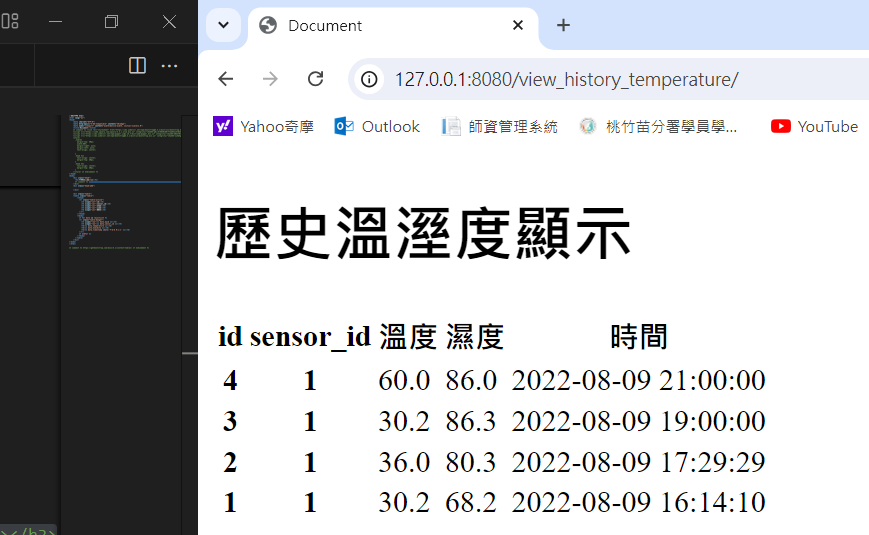 Document
127.0.0.1:8080/view_history_temperature/
Yahoo奇摩 Outlook 師資管理系統 桃竹苗分署學員學... YouTube
歷史溫溼度顯示
id sensor_id 溫度 濕度 時間
4 1 60.0 86.0 2022-08-09 21:00:00
3 1 30.2 86.3 2022-08-09 19:00:00
2 1 36.0 80.3 2022-08-09 17:29:29
1 1 30.2 68.2 2022-08-09 16:14:10